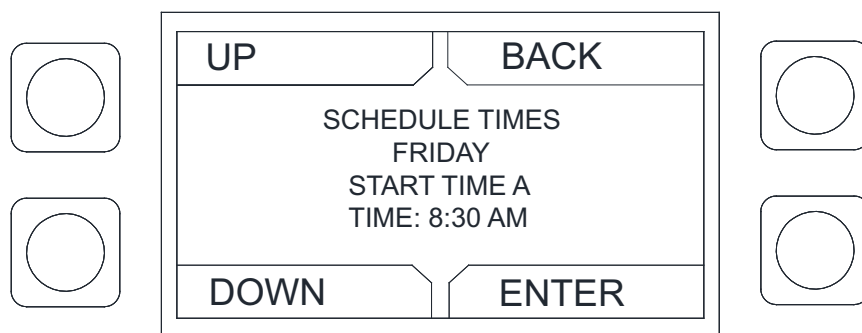 UP
BACK
SCHEDULE TIMES
FRIDAY
START TIME A
TIME: 8:30 AM
DOWN
ENTER